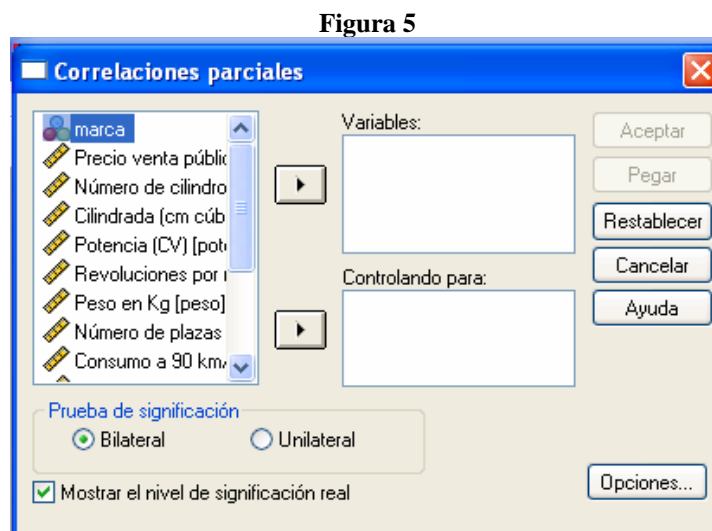 Figura 5
Correlaciones parciales
marca
Precio venta públic
Número de cilindro
Cilindrada (cm cúb
Potencia (CV) [pot
Revoluciones por
Peso en Kg [peso]
Número de plazas
Consumo a 90 km
Variables:
Controlando para:
Aceptar
Pegar
Restablecer
Cancelar
Ayuda
Prueba de significación
Bilateral
Unilateral
Mostrar el nivel de significación real
Opciones...